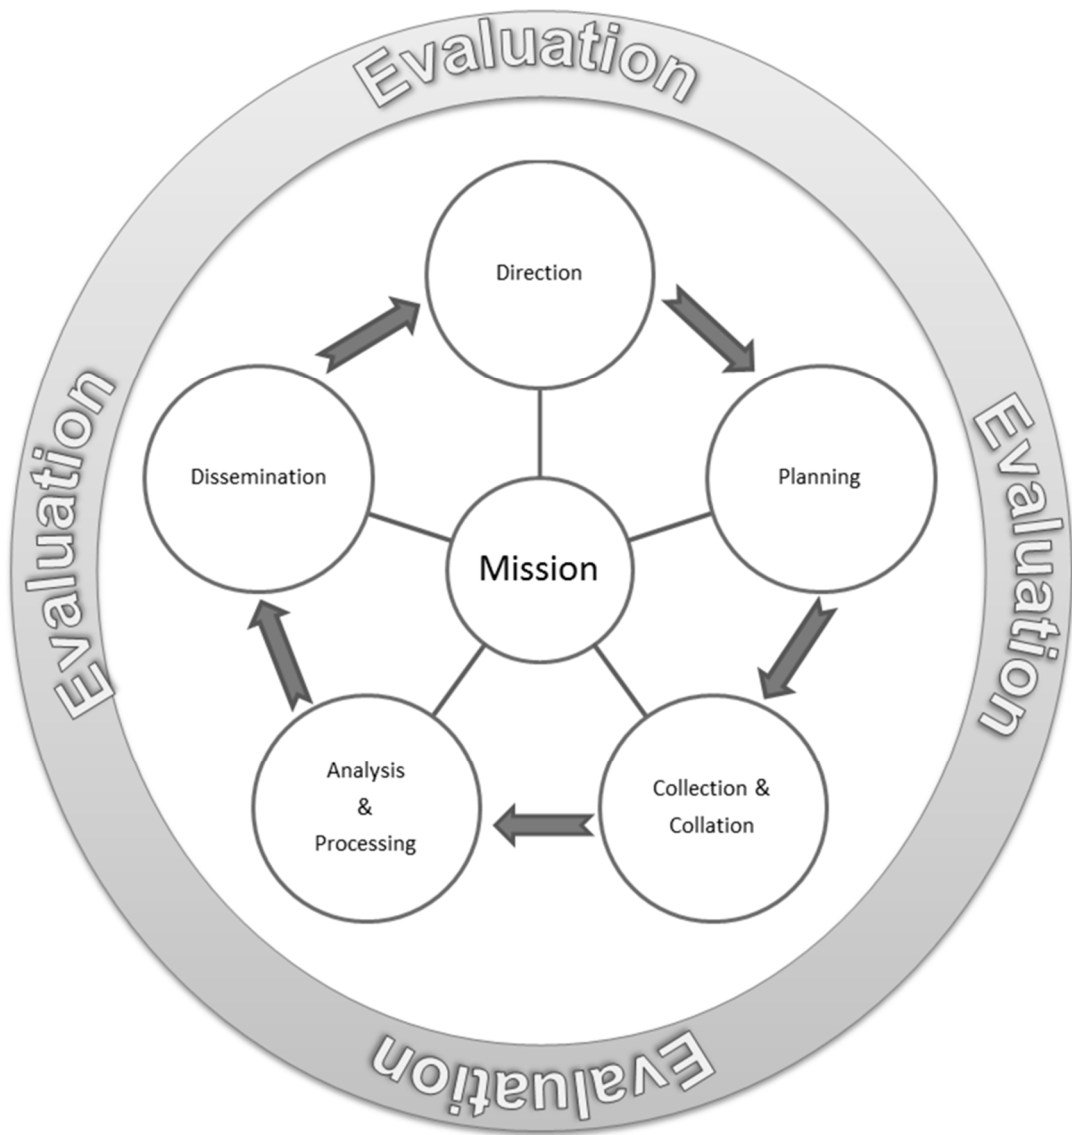 Evaluation
Direction
Planning
Collection &
Collation
Analysis
&
Processing
Dissemination
Mission
Evaluation
Evaluation
Evaluation